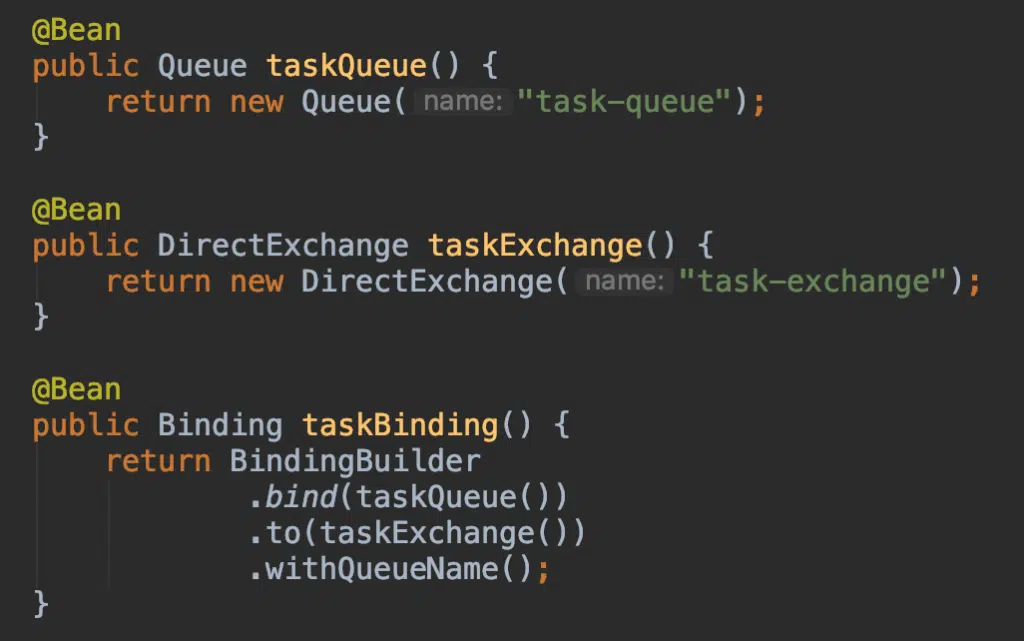 @Bean
public Queue taskQueue() {
return new Queue( name: "task-queue");
}
@Bean
public DirectExchange taskExchange() {
return new DirectExchange( name: "task-exchange");
}
@Bean
public Binding taskBinding() {
return BindingBuilder
.bind(taskQueue())
.to(taskExchange())
.withQueueName();
}